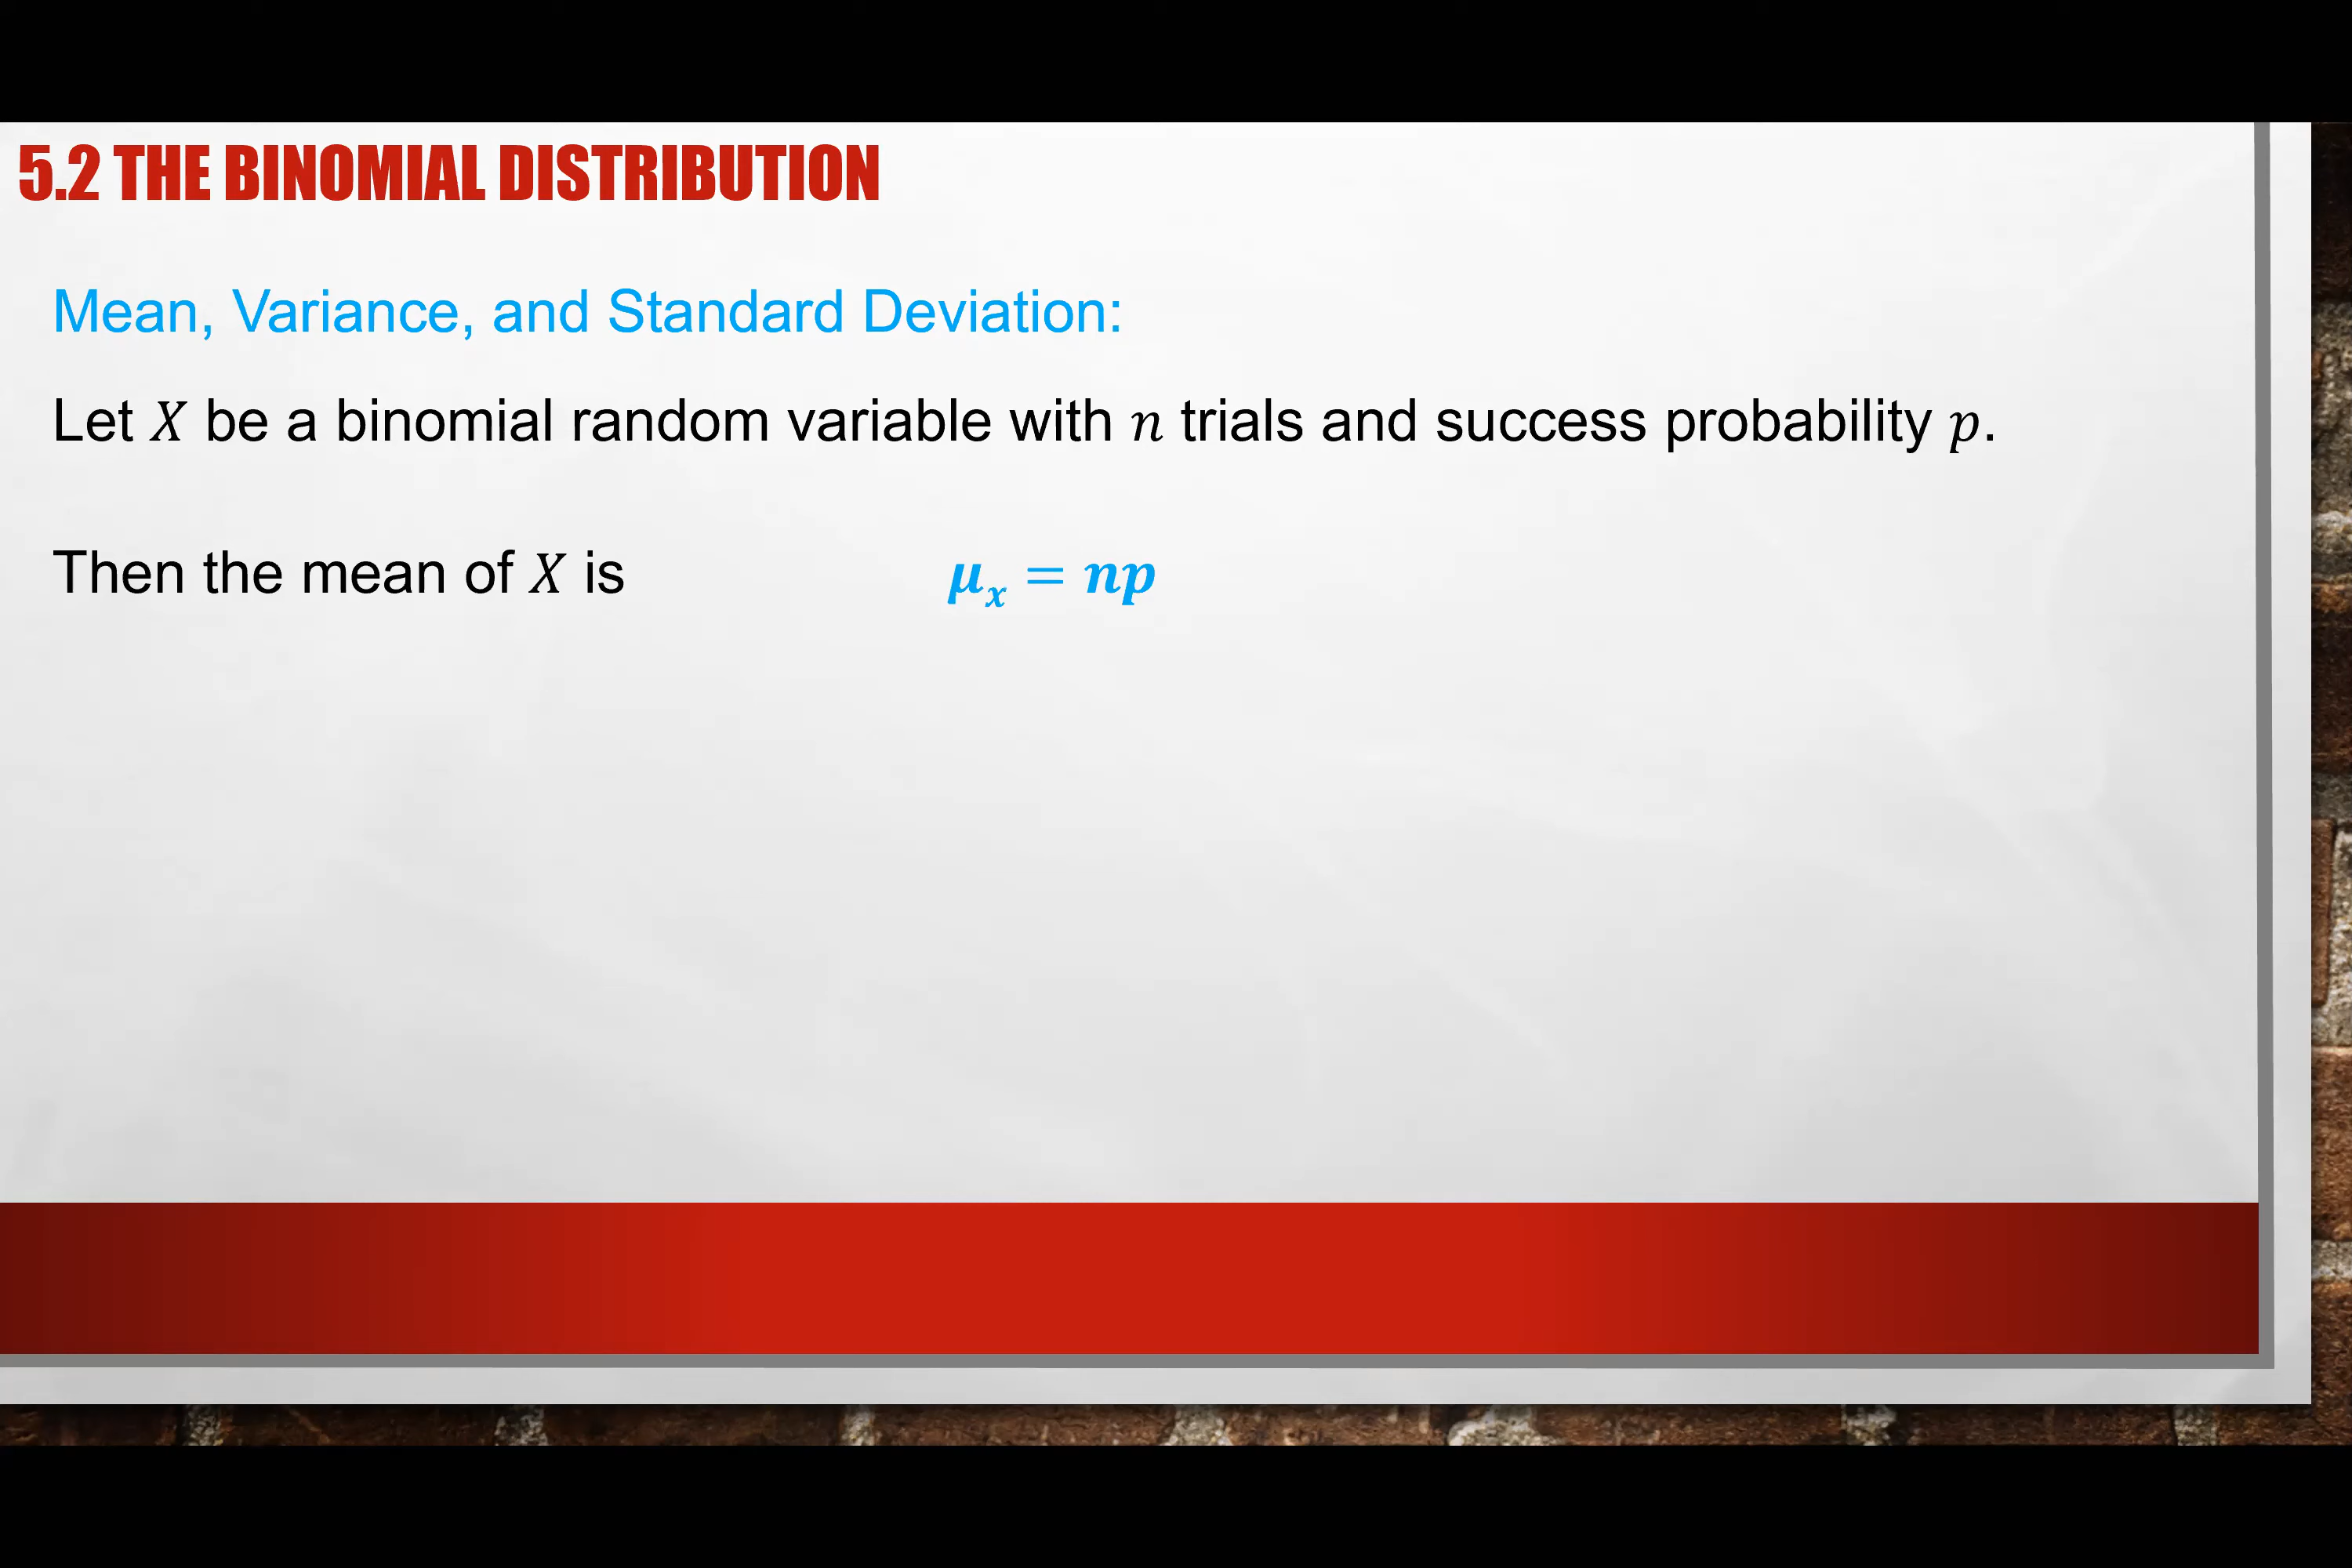 5.2 THE BINOMIAL DISTRIBUTION
Mean, Variance, and Standard Deviation:
Let X be a binomial random variable with n trials and success probability p.
Then the mean of X is μₓ = np